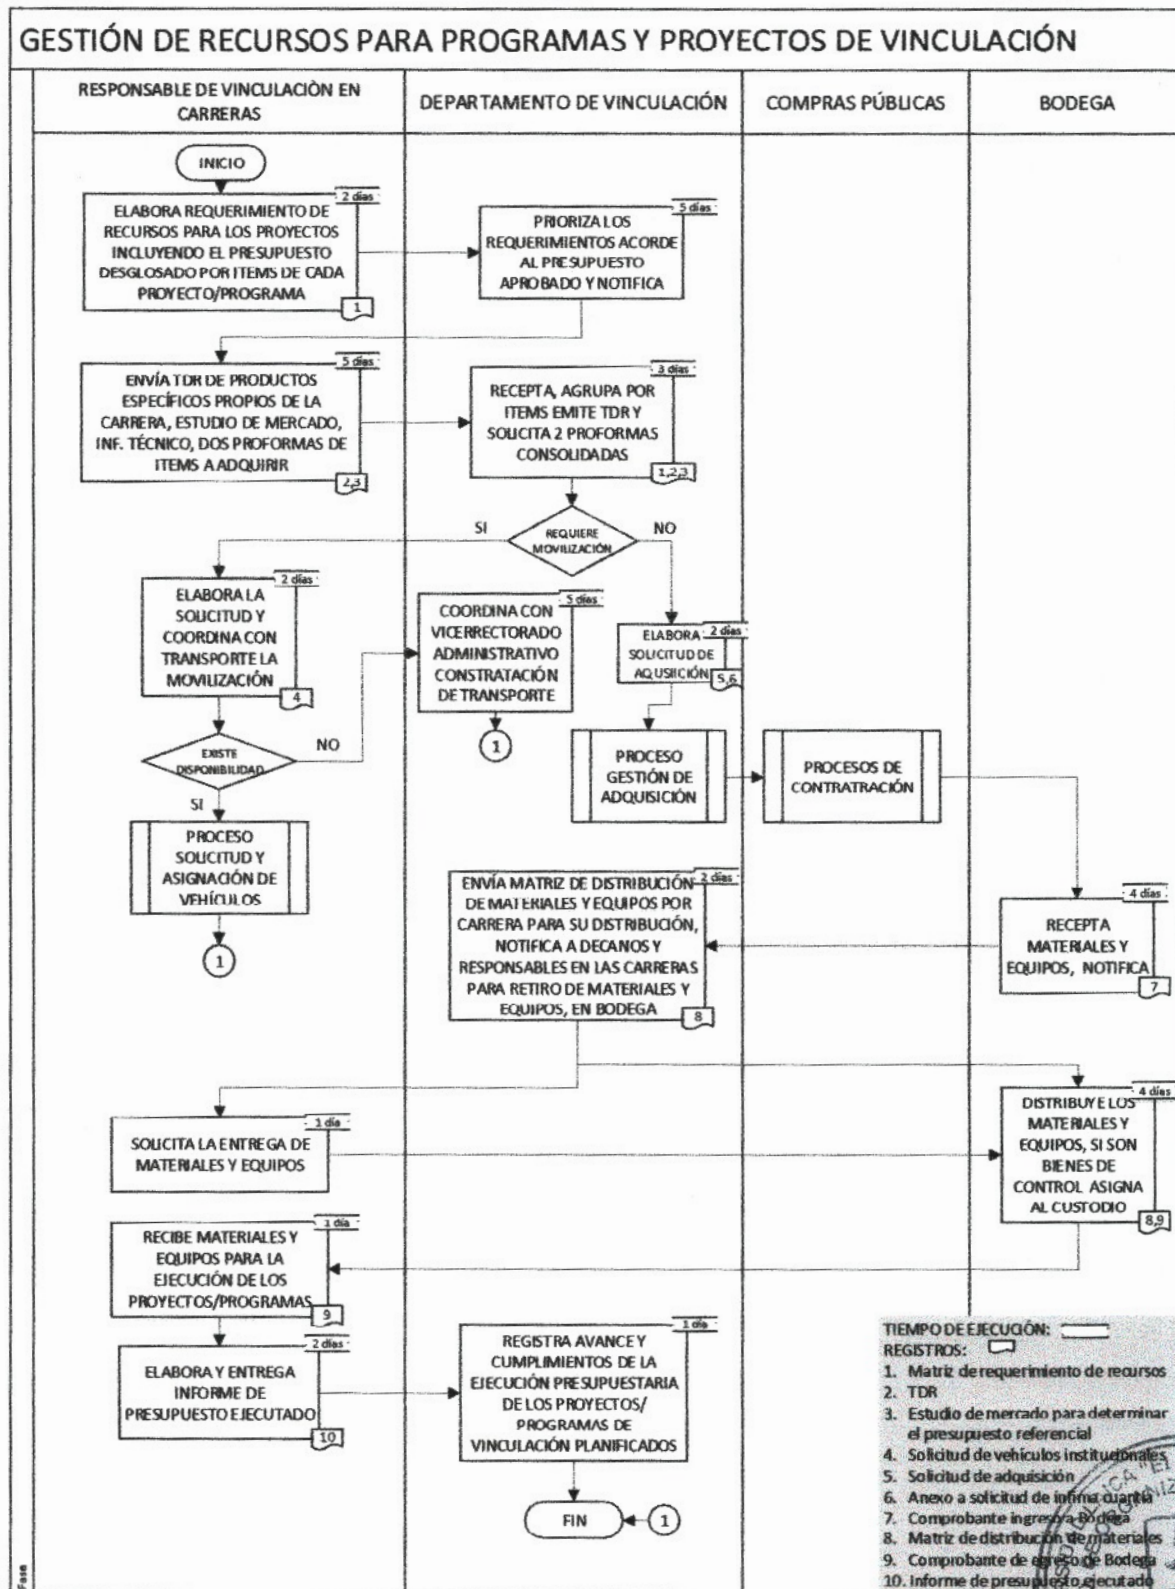 GESTIÓN DE RECURSOS PARA PROGRAMAS Y PROYECTOS DE VINCULACIÓN
RESPONSABLE DE VINCULACIÒN EN
CARRERAS
DEPARTAMENTO DE VINCULACIÓN
COMPRAS PÚBLICAS
BODEGA
INICIO
2 días
ELABORA REQUERIMIENTO DE
RECURSOS PARA LOS PROYECTOS
INCLUYENDO EL PRESUPUESTO
DESGLOSADO POR ITEMS DE CADA
PROYECTO/PROGRAMA
1
5 días
PRIORIZA LOS
REQUERIMIENTOS ACORDE
AL PRESUPUESTO
APROBADO Y NOTIFICA
5 días
ENVÍA TDR DE PRODUCTOS
ESPECÍFICOS PROPIOS DE LA
CARRERA, ESTUDIO DE MERCADO,
INF. TÉCNICO, DOS PROFORMAS DE
ITEMS A ADQUIRIR
2,3
3 días
RECEPTA, AGRUPA POR
ITEMS EMITE TDR Y
SOLICITA 2 PROFORMAS
CONSOLIDADAS
1,2,3
SI
REQUIERE
MOVILIZACIÓN
NO
2 días
ELABORA LA
SOLICITUD Y
COORDINA CON
TRANSPORTE LA
MOVILIZACIÓN
4
5 días
COORDINA CON
VICERRECTORADO
ADMINISTRATIVO
CONSTRATACIÓN
DE TRANSPORTE
1
2 días
ELABORA
SOLICITUD DE
AQUSIICIÓN
5,6
EXISTE
DISPONIBILIDAD
NO
SI
PROCESO
GESTIÓN DE
ADQUISICIÓN
PROCESOS DE
CONTRATRACIÓN
PROCESO
SOLICITUD Y
ASIGNACIÓN DE
VEHÍCULOS
1
2 días
ENVÍA MATRIZ DE DISTRIBUCIÓN
DE MATERIALES Y EQUIPOS POR
CARRERA PARA SU DISTRIBUCIÓN,
NOTIFICA A DECANOS Y
RESPONSABLES EN LAS CARRERAS
PARA RETIRO DE MATERIALES Y
EQUIPOS, EN BODEGA
8
4 días
RECEPTA
MATERIALES Y
EQUIPOS, NOTIFICA
7
1 día
SOLICITA LA ENTREGA DE
MATERIALES Y EQUIPOS
4 días
DISTRIBUYE LOS
MATERIALES Y
EQUIPOS, SI SON
BIENES DE
CONTROL ASIGNA
AL CUSTODIO
8,9
1 día
RECIBE MATERIALES Y
EQUIPOS PARA LA
EJECUCIÓN DE LOS
PROYECTOS/PROGRAMAS
9
2 días
ELABORA Y ENTREGA
INFORME DE
PRESUPUESTO EJECUTADO
10
1 día
REGISTRA AVANCE Y
CUMPLIMIENTOS DE LA
EJECUCIÓN PRESUPUESTARIA
DE LOS PROYECTOS/
PROGRAMAS DE
VINCULACIÓN PLANIFICADOS
FIN
1
TIEMPO DE EJECUCIÓN:
REGISTROS:
1. Matriz de requerimiento de recursos
2. TDR
3. Estudio de mercado para determinar
el presupuesto referencial
4. Solicitud de vehículos institucionales
5. Solicitud de adquisición
6. Anexo a solicitud de ínfima cuantía
7. Comprobante ingreso a Bodega
8. Matriz de distribución de materiales
9. Comprobante de egreso de Bodega
10. Informe de presupuesto ejecutado
Fase